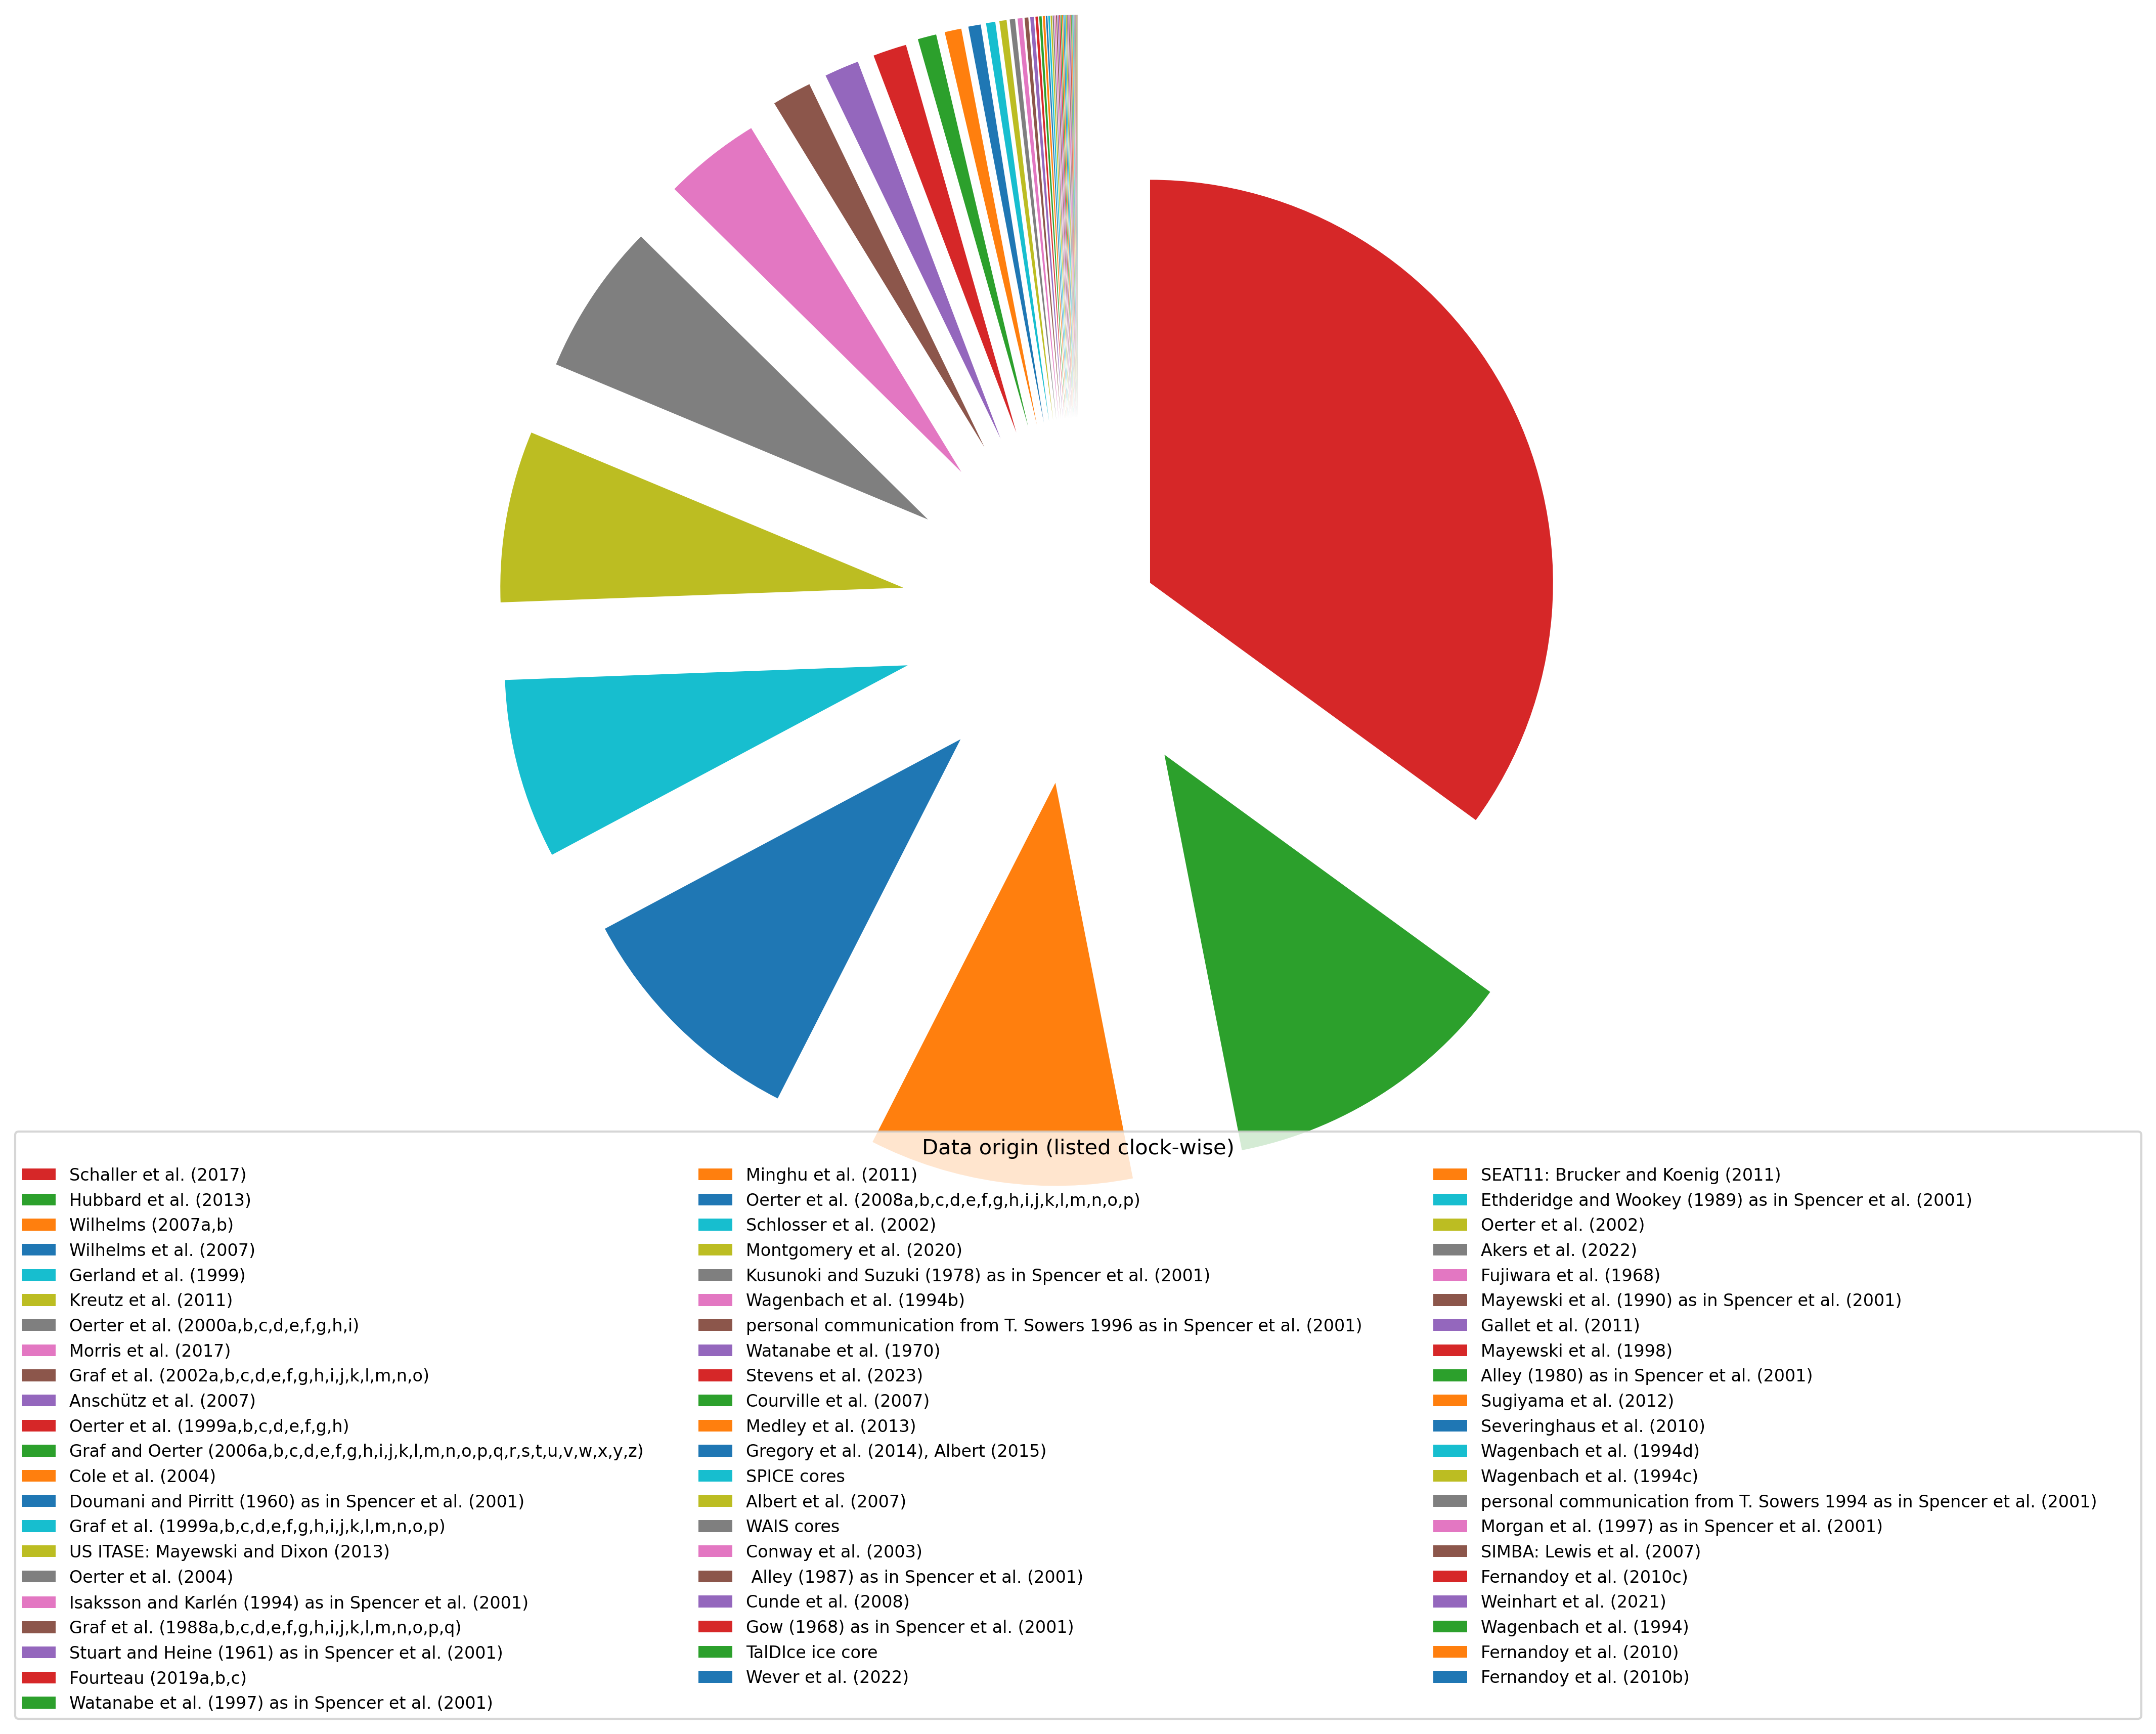 Data origin (listed clock-wise)
Schaller et al. (2017)
Hubbard et al. (2013)
Wilhelms (2007a,b)
Wilhelms et al. (2007)
Gerland et al. (1999)
Kreutz et al. (2011)
Oerter et al. (2000a,b,c,d,e,f,g,h,i)
Morris et al. (2017)
Graf et al. (2002a,b,c,d,e,f,g,h,i,j,k,l,m,n,o)
Anschütz et al. (2007)
Oerter et al. (1999a,b,c,d,e,f,g,h)
Graf and Oerter (2006a,b,c,d,e,f,g,h,i,j,k,l,m,n,o,p,q,r,s,t,u,v,w,x,y,z)
Cole et al. (2004)
Doumani and Pirritt (1960) as in Spencer et al. (2001)
Graf et al. (1999a,b,c,d,e,f,g,h,i,j,k,l,m,n,o,p)
US ITASE: Mayewski and Dixon (2013)
Oerter et al. (2004)
Isaksson and Karlén (1994) as in Spencer et al. (2001)
Graf et al. (1988a,b,c,d,e,f,g,h,i,j,k,l,m,n,o,p,q)
Stuart and Heine (1961) as in Spencer et al. (2001)
Fourteau (2019a,b,c)
Watanabe et al. (1997) as in Spencer et al. (2001)
Minghu et al. (2011)
Oerter et al. (2008a,b,c,d,e,f,g,h,i,j,k,l,m,n,o,p)
Schlosser et al. (2002)
Montgomery et al. (2020)
Kusunoki and Suzuki (1978) as in Spencer et al. (2001)
Wagenbach et al. (1994b)
personal communication from T. Sowers 1996 as in Spencer et al. (2001)
Watanabe et al. (1970)
Stevens et al. (2023)
Courville et al. (2007)
Medley et al. (2013)
Gregory et al. (2014), Albert (2015)
SPICE cores
Albert et al. (2007)
WAIS cores
Conway et al. (2003)
Alley (1987) as in Spencer et al. (2001)
Cunde et al. (2008)
Gow (1968) as in Spencer et al. (2001)
TalDIce ice core
Wever et al. (2022)
SEAT11: Brucker and Koenig (2011)
Ethderidge and Wookey (1989) as in Spencer et al. (2001)
Oerter et al. (2002)
Akers et al. (2022)
Fujiwara et al. (1968)
Mayewski et al. (1990) as in Spencer et al. (2001)
Gallet et al. (2011)
Mayewski et al. (1998)
Alley (1980) as in Spencer et al. (2001)
Sugiyama et al. (2012)
Severinghaus et al. (2010)
Wagenbach et al. (1994d)
Wagenbach et al. (1994c)
personal communication from T. Sowers 1994 as in Spencer et al. (2001)
Morgan et al. (1997) as in Spencer et al. (2001)
SIMBA: Lewis et al. (2007)
Fernandoy et al. (2010c)
Weinhart et al. (2021)
Wagenbach et al. (1994)
Fernandoy et al. (2010)
Fernandoy et al. (2010b)